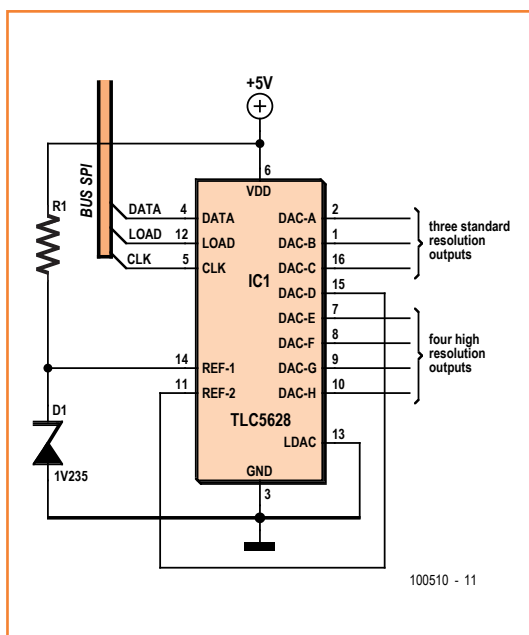 +5V
6
VDD
BUS SPI
R1
DATA 4 DATA
LOAD 12 LOAD
CLK 5 CLK
IC1
DAC-A 2
DAC-B 1
DAC-C 16
DAC-D 15
DAC-E 7
DAC-F 8
DAC-G 9
DAC-H 10
three standard
resolution
outputs
four high
resolution
outputs
14 REF-1
11 REF-2
TLC5628
LDAC 13
GND
3
D1
1V235
100510 - 11